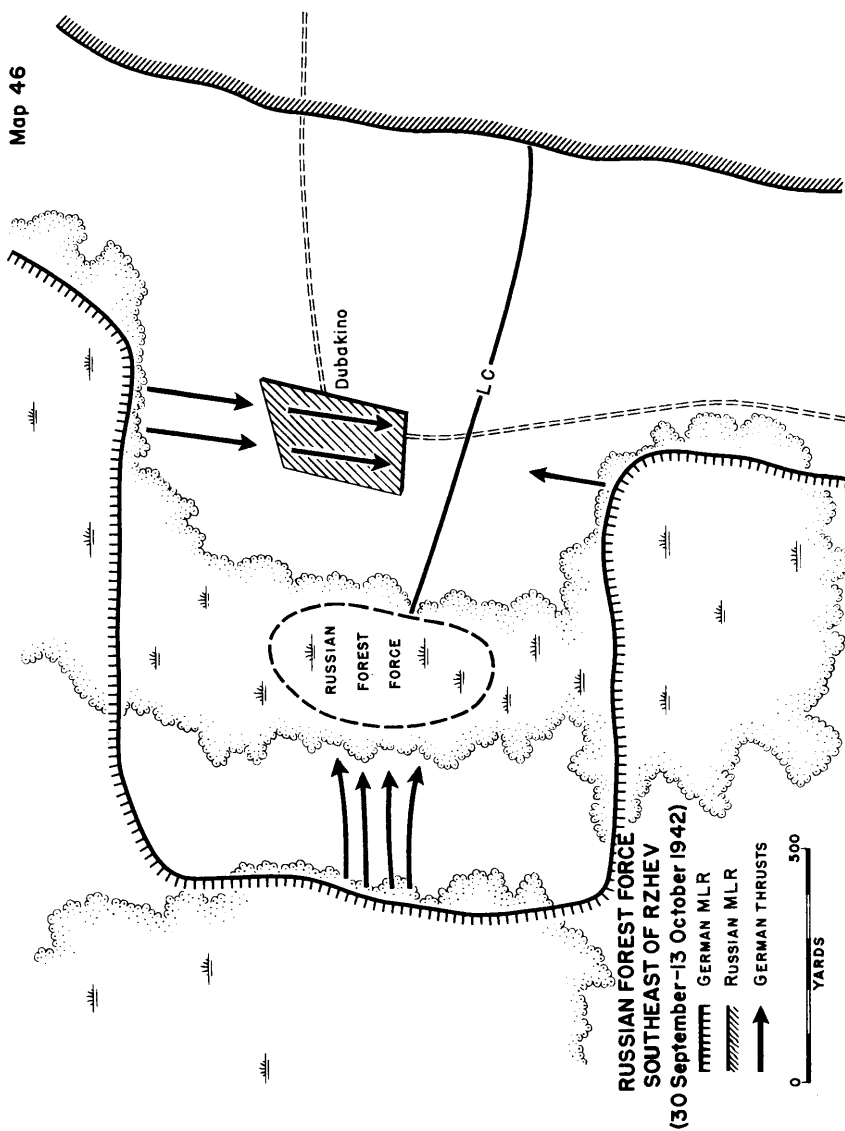 Map 46
Dubakino
LC
RUSSIAN
FOREST
FORCE
RUSSIAN FOREST FORCE
SOUTHEAST OF RZHEV
(30 September-13 October 1942)
GERMAN MLR
RUSSIAN MLR
GERMAN THRUSTS
0 500
YARDS